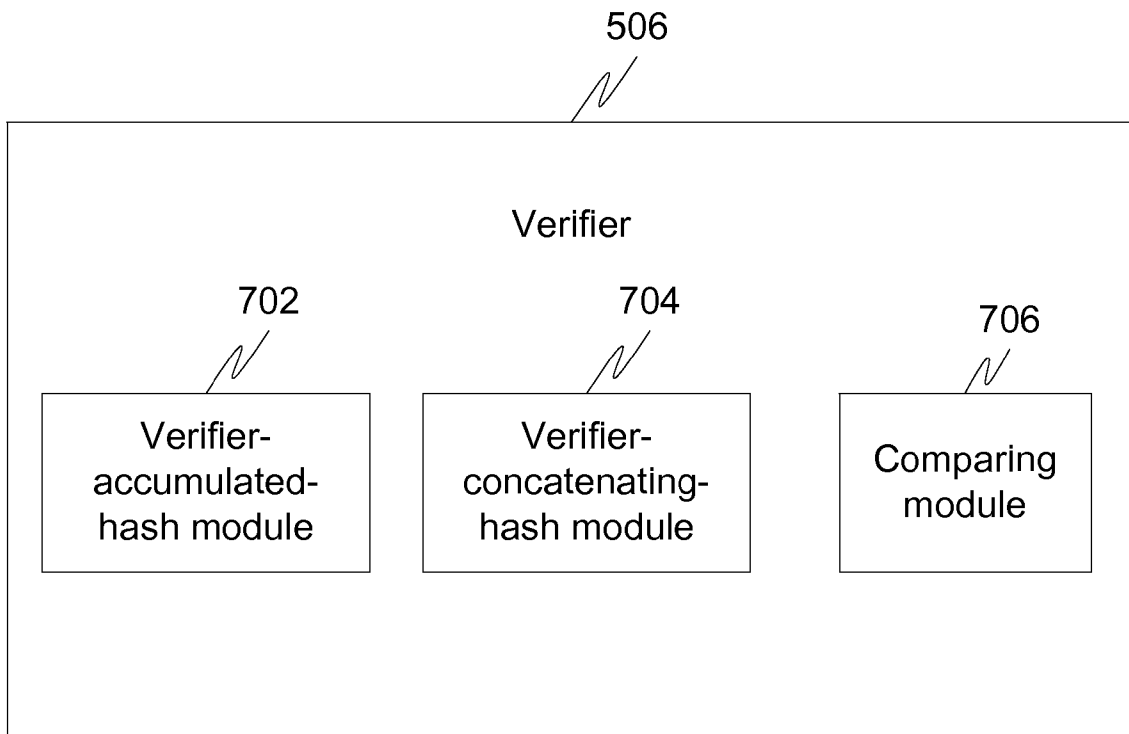 506
Verifier
702
704
706
Verifier-
accumulated-
hash module
Verifier-
concatenating-
hash module
Comparing
module